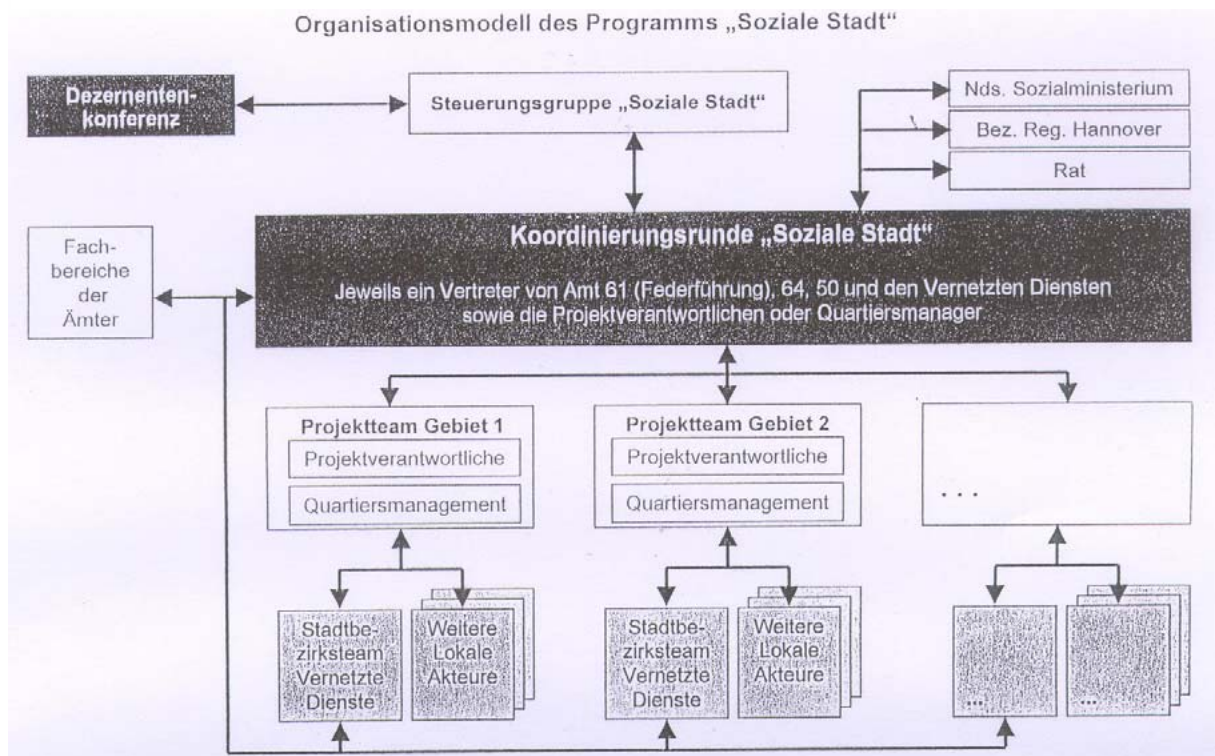 Organisationsmodell des Programms „Soziale Stadt“
Dezernenten-
konferenz
Steuerungsgruppe „Soziale Stadt“
Nds. Sozialministerium
Bez. Reg. Hannover
Rat
Fach-
bereiche
der
Ämter
Koordinierungsrunde „Soziale Stadt“
Jeweils ein Vertreter von Amt 61 (Federführung), 64, 50 und den Vernetzten Diensten
sowie die Projektverantwortlichen oder Quartiersmanager
Projektteam Gebiet 1
Projektverantwortliche
Quartiersmanagement
Projektteam Gebiet 2
Projektverantwortliche
Quartiersmanagement
. . .
Stadtbe-
zirksteam
Vernetzte
Dienste
Weitere
Lokale
Akteure
Stadtbe-
zirksteam
Vernetzte
Dienste
Weitere
Lokale
Akteure
...
...